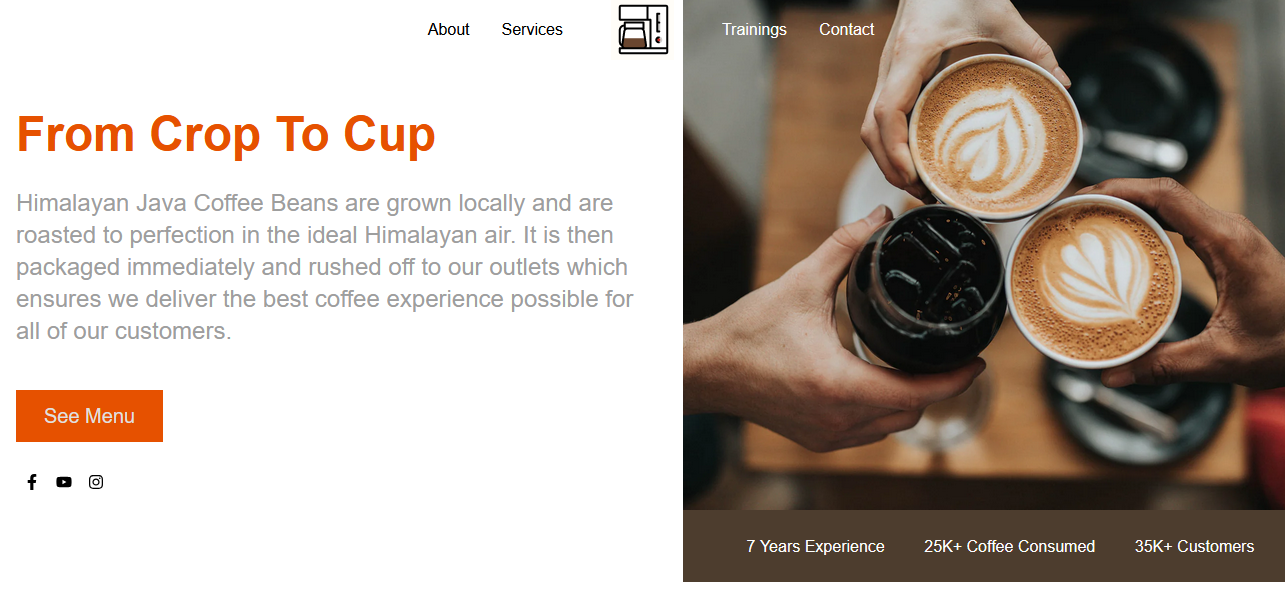 About Services Trainings Contact
From Crop To Cup
Himalayan Java Coffee Beans are grown locally and are
roasted to perfection in the ideal Himalayan air. It is then
packaged immediately and rushed off to our outlets which
ensures we deliver the best coffee experience possible for
all of our customers.
See Menu
7 Years Experience 25K+ Coffee Consumed 35K+ Customers